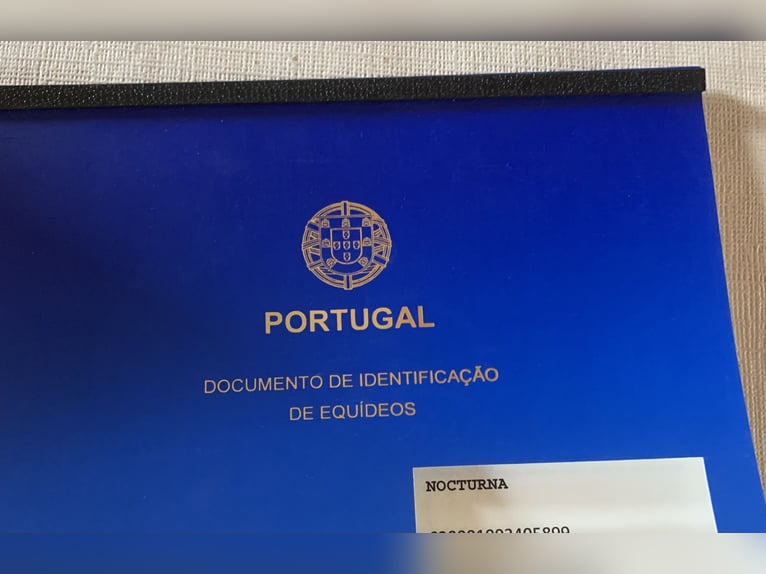 PORTUGAL
DOCUMENTO DE IDENTIFICAÇÃO
DE EQUÍDEOS
NOCTURNA